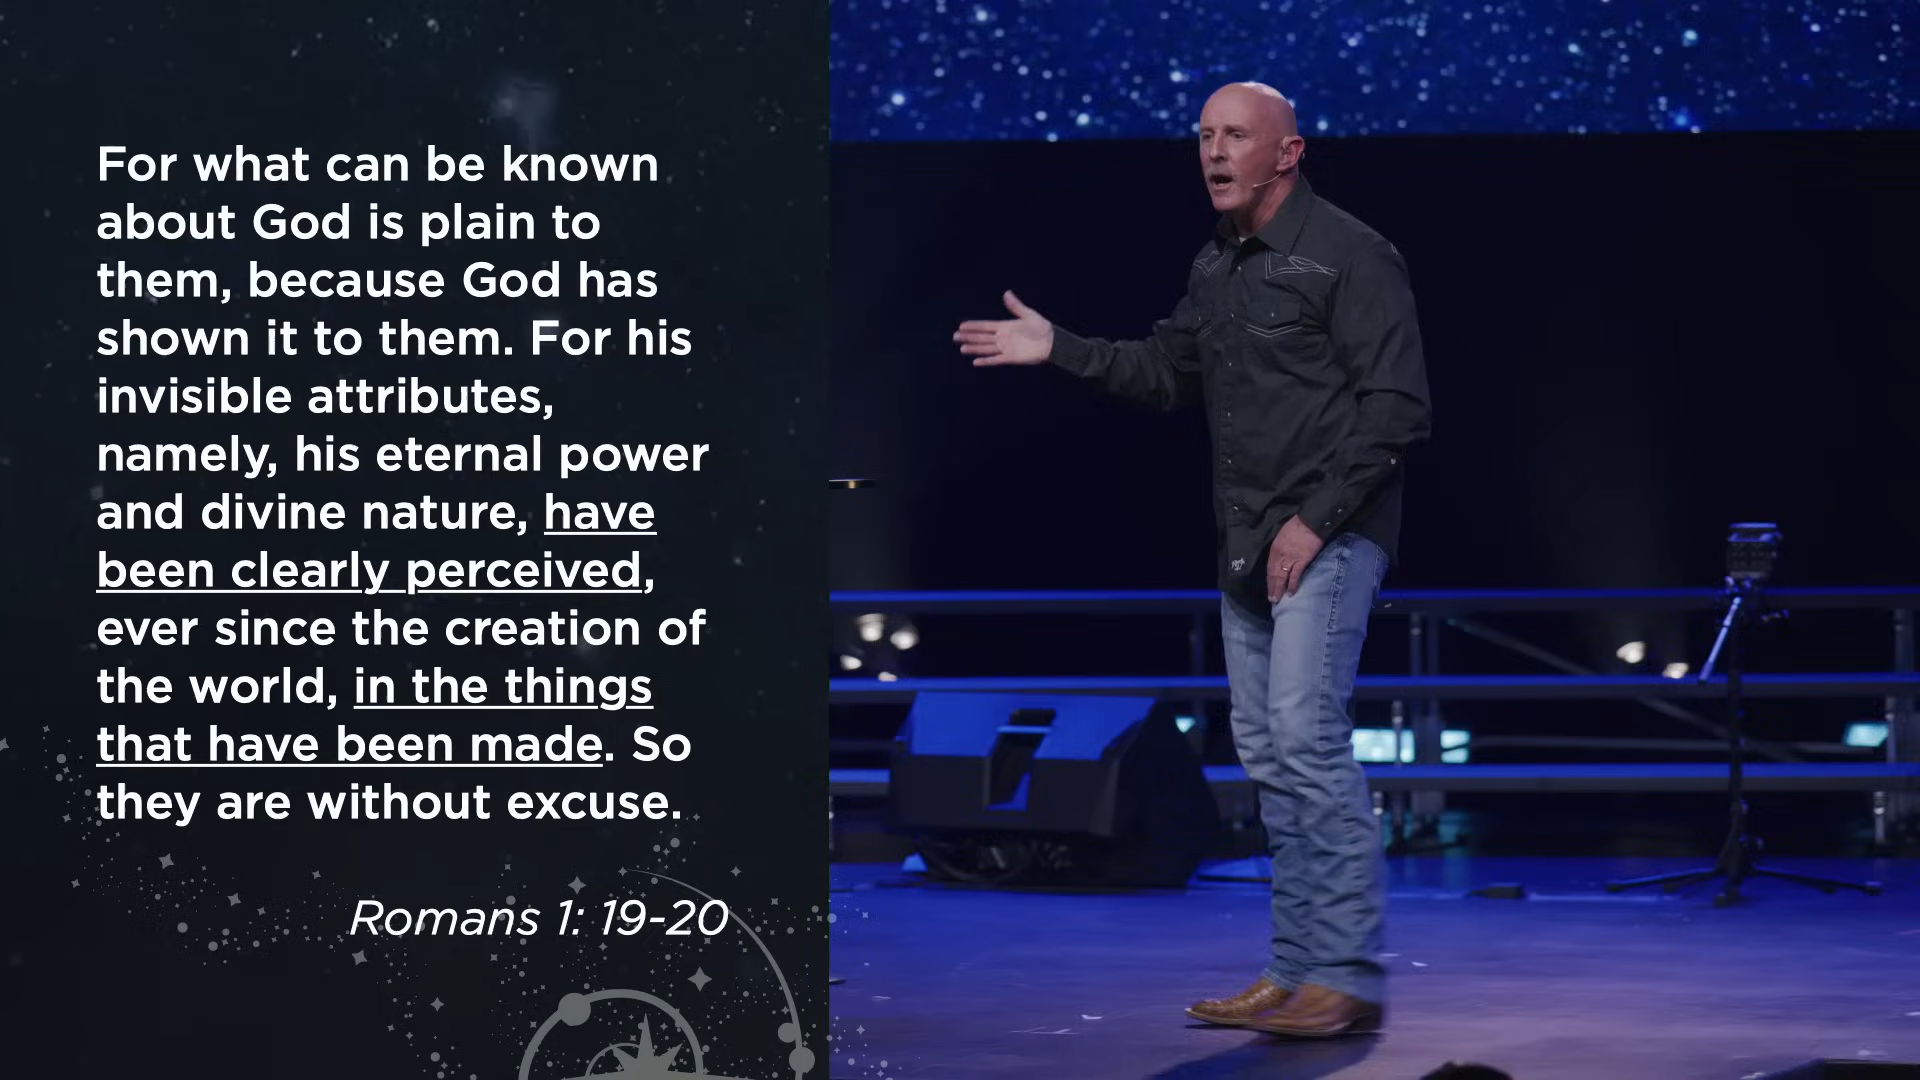 For what can be known
about God is plain to
them, because God has
shown it to them. For his
invisible attributes,
namely, his eternal power
and divine nature, have
been clearly perceived,
ever since the creation of
the world, in the things
that have been made. So
they are without excuse.
Romans 1: 19-20